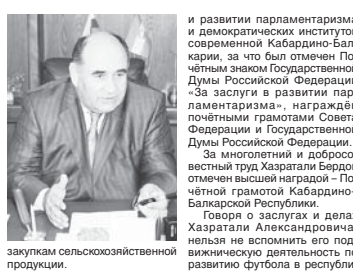 закупкам сельскохозяйственной
продукции.
и развитии парламентаризма
и демократических институтов
современной Кабардино-Бал-
карии, за что был отмечен По-
чётным знаком Государственной
Думы Российской Федерации
«За заслуги в развитии пар-
ламентаризма», награждён
почётными грамотами Совета
Федерации и Государственной
Думы Российской Федерации.
За многолетний и добросо-
вестный труд Хазратали Бердов
отмечен высшей наградой – По-
чётной грамотой Кабардино-
Балкарской Республики.
Говоря о заслугах и делах
Хазратали Александровича,
нельзя не вспомнить его под-
вижническую деятельность по
развитию футбола в республи-